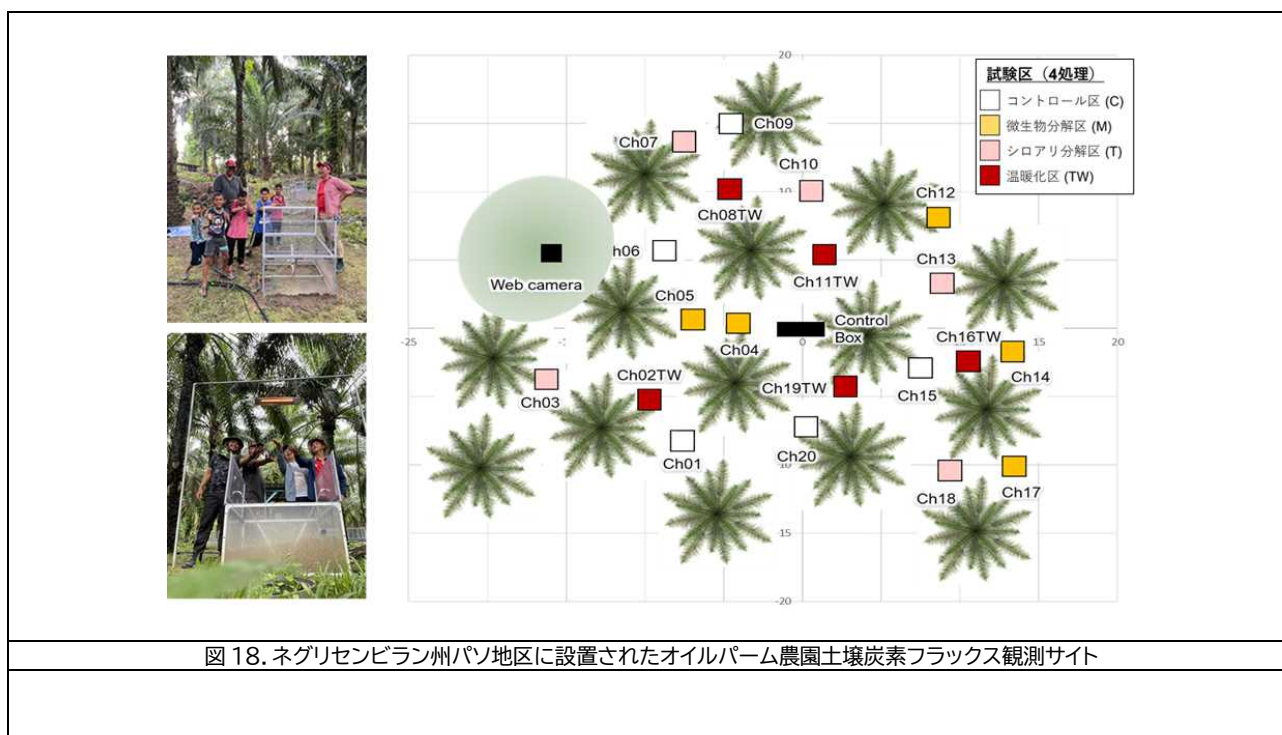 20
試験区（4処理）
コントロール区 (C)
微生物分解区 (M)
シロアリ分解区 (T)
温暖化区 (TW)
Ch09
Ch07
Ch10
10
Ch08TW
Ch12
h06
Web camera
Ch11TW
Ch13
Ch05
Ch04
Control
Box
Ch16TW
-25
-1
0
15
20
Ch02TW
Ch03
Ch19TW
Ch15
Ch14
Ch01
Ch20
10
Ch18
Ch17
15
-20
図 18. ネグリセンビラン州パソ地区に設置されたオイルパーム農園土壌炭素フラックス観測サイト